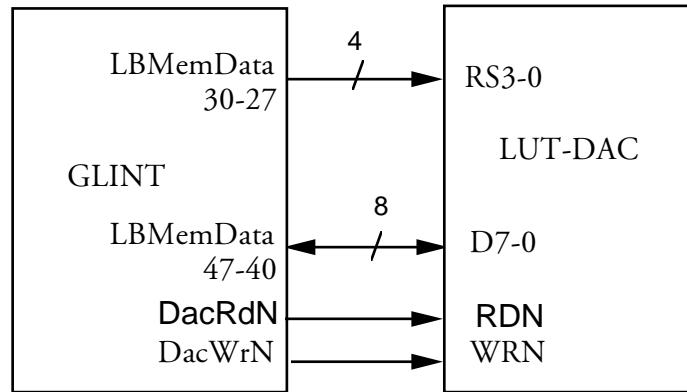 4
LBMemData
30-27
RS3-0
LUT-DAC
GLINT
8
LBMemData
47-40
D7-0
DacRdN
RDN
DacWrN
WRN